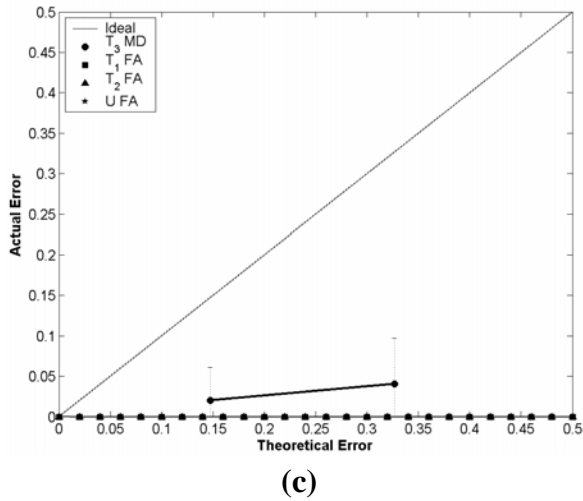 0.5
0.45
0.4
0.35
0.3
0.25
0.2
0.15
0.1
0.05
0
Actual Error
Ideal
T3 MD
T1 FA
T2 FA
U FA
0 0.05 0.1 0.15 0.2 0.25 0.3 0.35 0.4 0.45 0.5
Theoretical Error
(c)